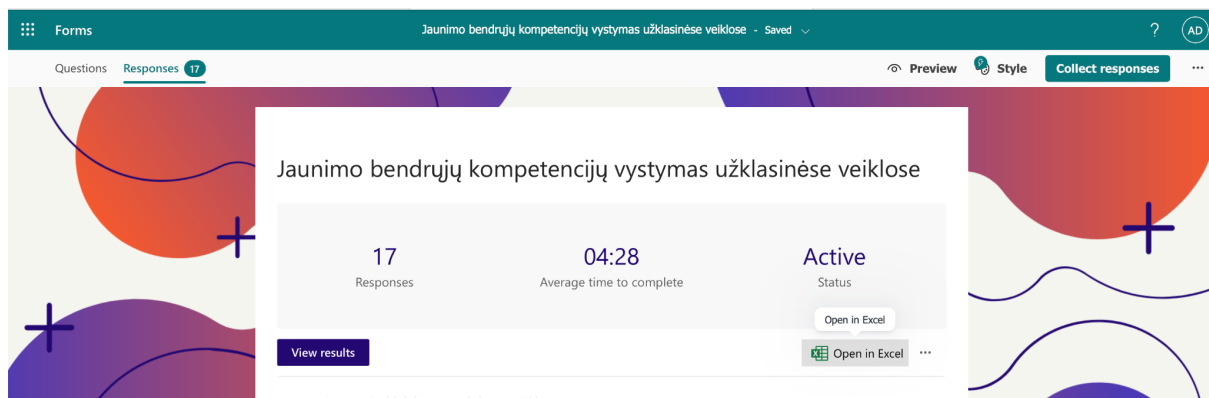 Forms
Jaunimo bendrųjų kompetencijų vystymas užklasinėse veiklose - Saved
? AD
Questions Responses 17
Preview Style Collect responses ...
Jaunimo bendrųjų kompetencijų vystymas užklasinėse veiklose
17 04:28 Active
Responses Average time to complete Status
Open in Excel
View results Open in Excel ...